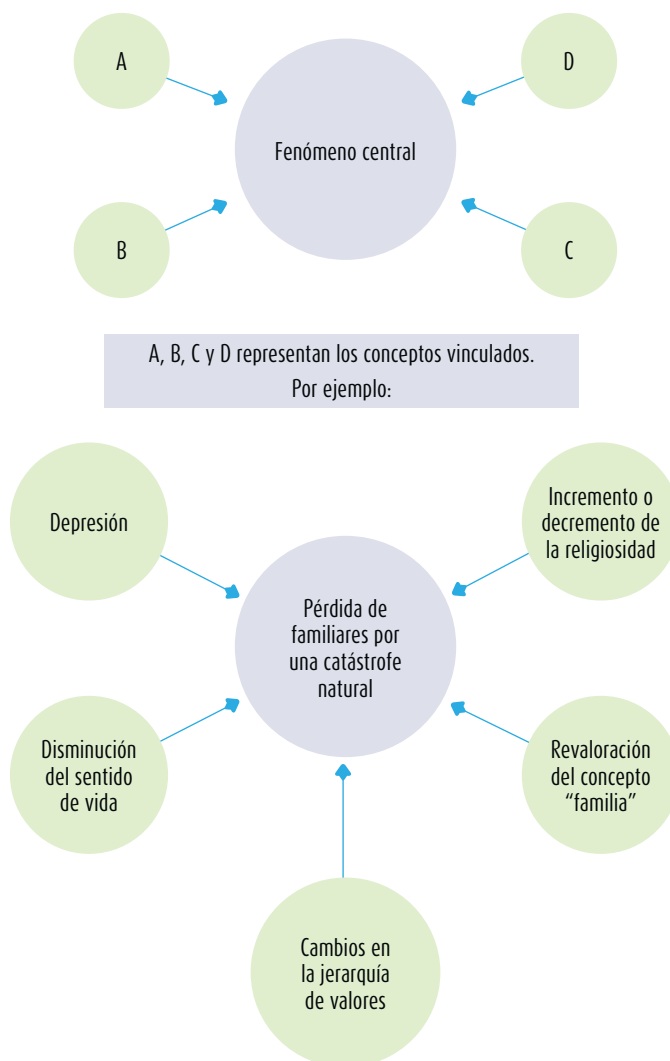 A
D
Fenómeno central
B
C
A, B, C y D representan los conceptos vinculados.
Por ejemplo:
Depresión
Incremento o
decremento de
la religiosidad
Pérdida de
familiares por
una catástrofe
natural
Disminución
del sentido
de vida
Revaloración
del concepto
“familia”
Cambios en
la jerarquía
de valores